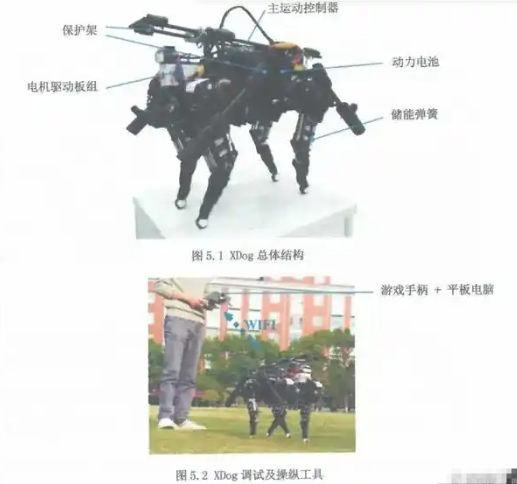 主运动控制器
保护架
动力电池
电机驱动板组
储能弹簧
图 5.1 XDog 总体结构
游戏手柄 + 平板电脑
WIFI
图 5.2 XDog 调试及操纵工具